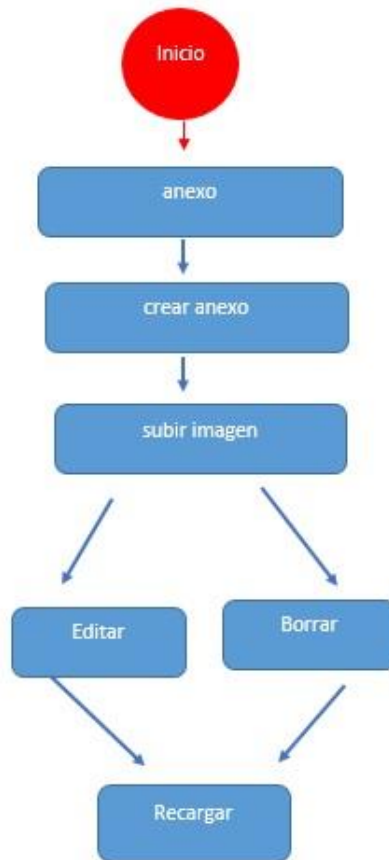 Inicio
anexo
crear anexo
subir imagen
Editar
Borrar
Recargar